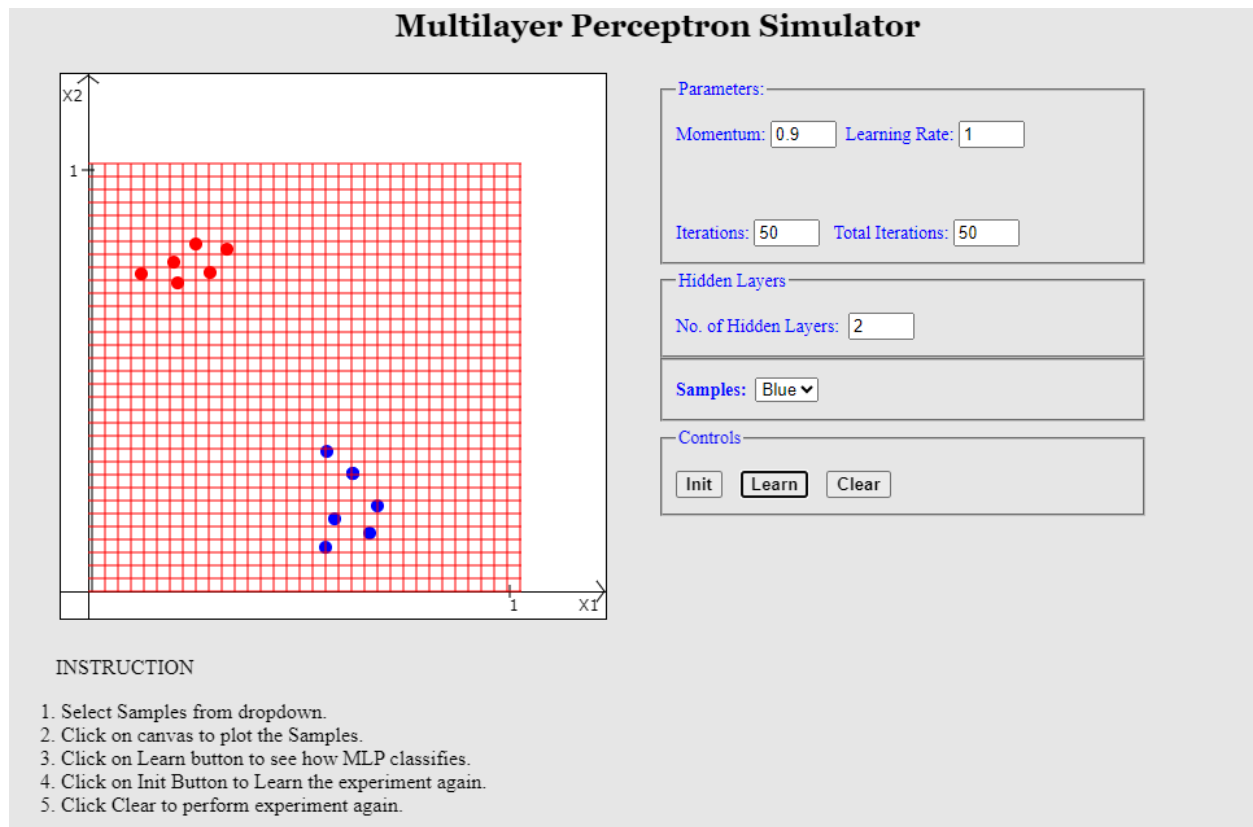 Multilayer Perceptron Simulator
X2
1
1
X1
Parameters:
Momentum: 0.9 Learning Rate: 1
Iterations: 50 Total Iterations: 50
Hidden Layers
No. of Hidden Layers: 2
Samples: Blue
Controls
Init Learn Clear
INSTRUCTION
1. Select Samples from dropdown.
2. Click on canvas to plot the Samples.
3. Click on Learn button to see how MLP classifies.
4. Click on Init Button to Learn the experiment again.
5. Click Clear to perform experiment again.